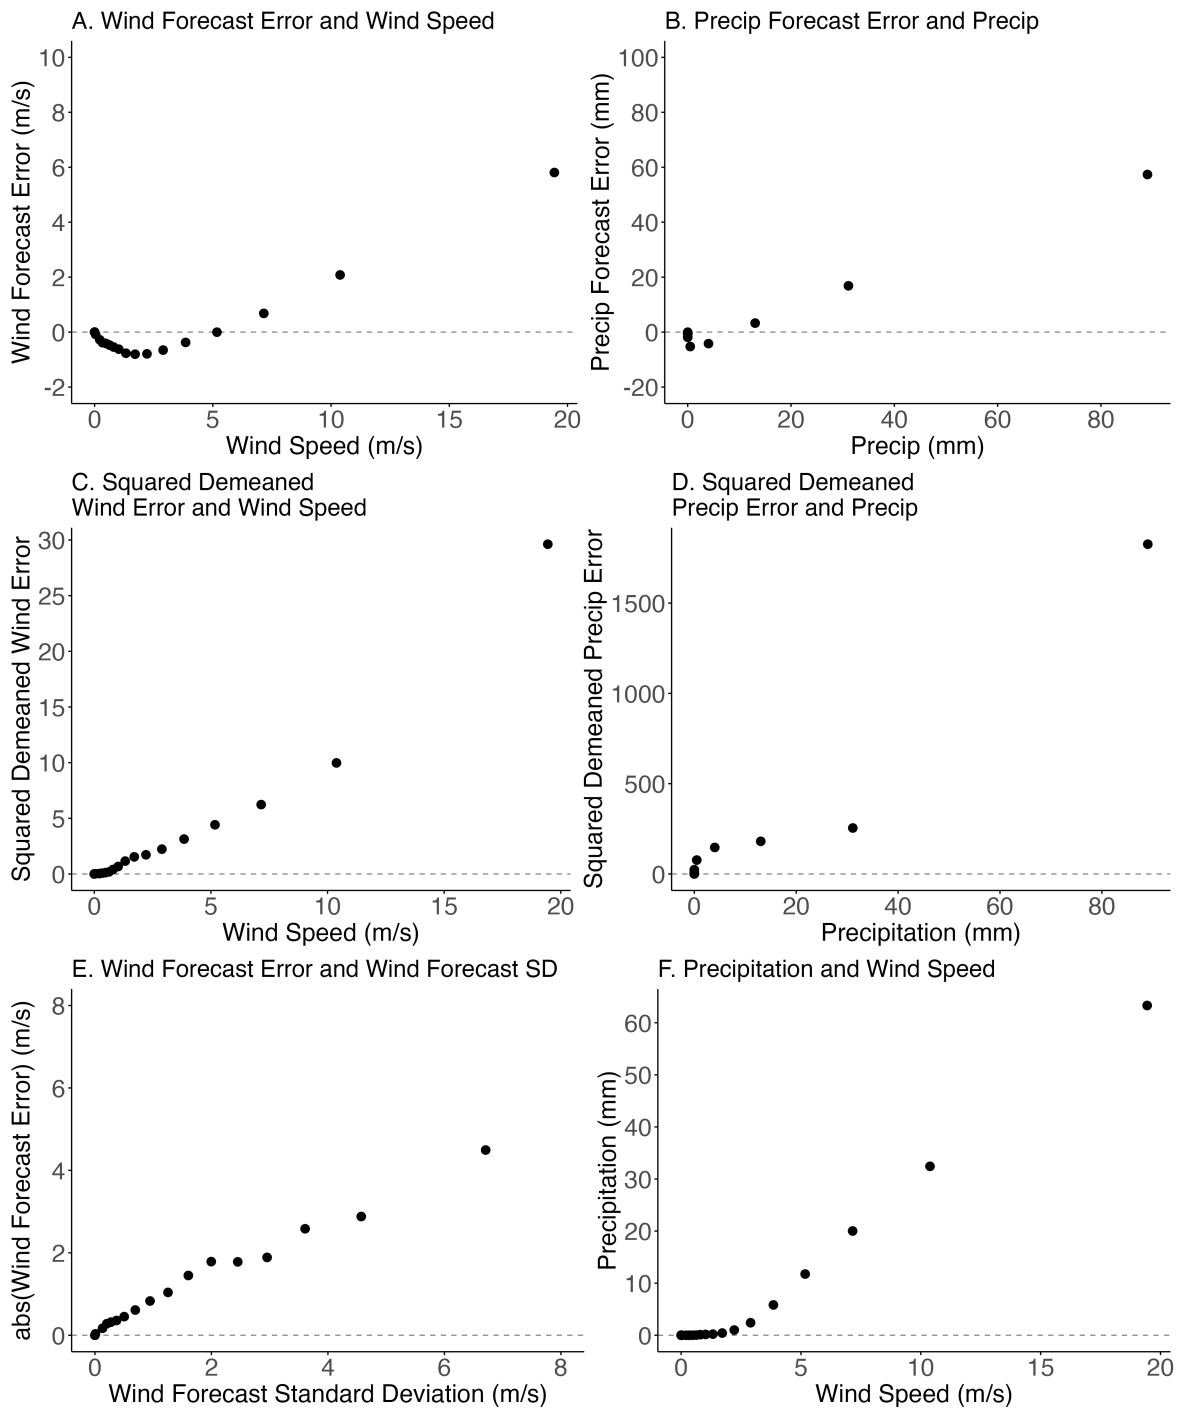 A. Wind Forecast Error and Wind Speed
Wind Forecast Error (m/s)
10
8
6
4
2
0
-2
0 5 10 15 20
Wind Speed (m/s)
B. Precip Forecast Error and Precip
Precip Forecast Error (mm)
100
80
60
40
20
0
-20
0 20 40 60 80
Precip (mm)
C. Squared Demeaned
Wind Error and Wind Speed
Squared Demeaned Wind Error
30
25
20
15
10
5
0
0 5 10 15 20
Wind Speed (m/s)
D. Squared Demeaned
Precip Error and Precip
Squared Demeaned Precip Error
1500
1000
500
0
0 20 40 60 80
Precipitation (mm)
E. Wind Forecast Error and Wind Forecast SD
abs(Wind Forecast Error) (m/s)
8
6
4
2
0
0 2 4 6 8
Wind Forecast Standard Deviation (m/s)
F. Precipitation and Wind Speed
Precipitation (mm)
60
50
40
30
20
10
0
0 5 10 15 20
Wind Speed (m/s)